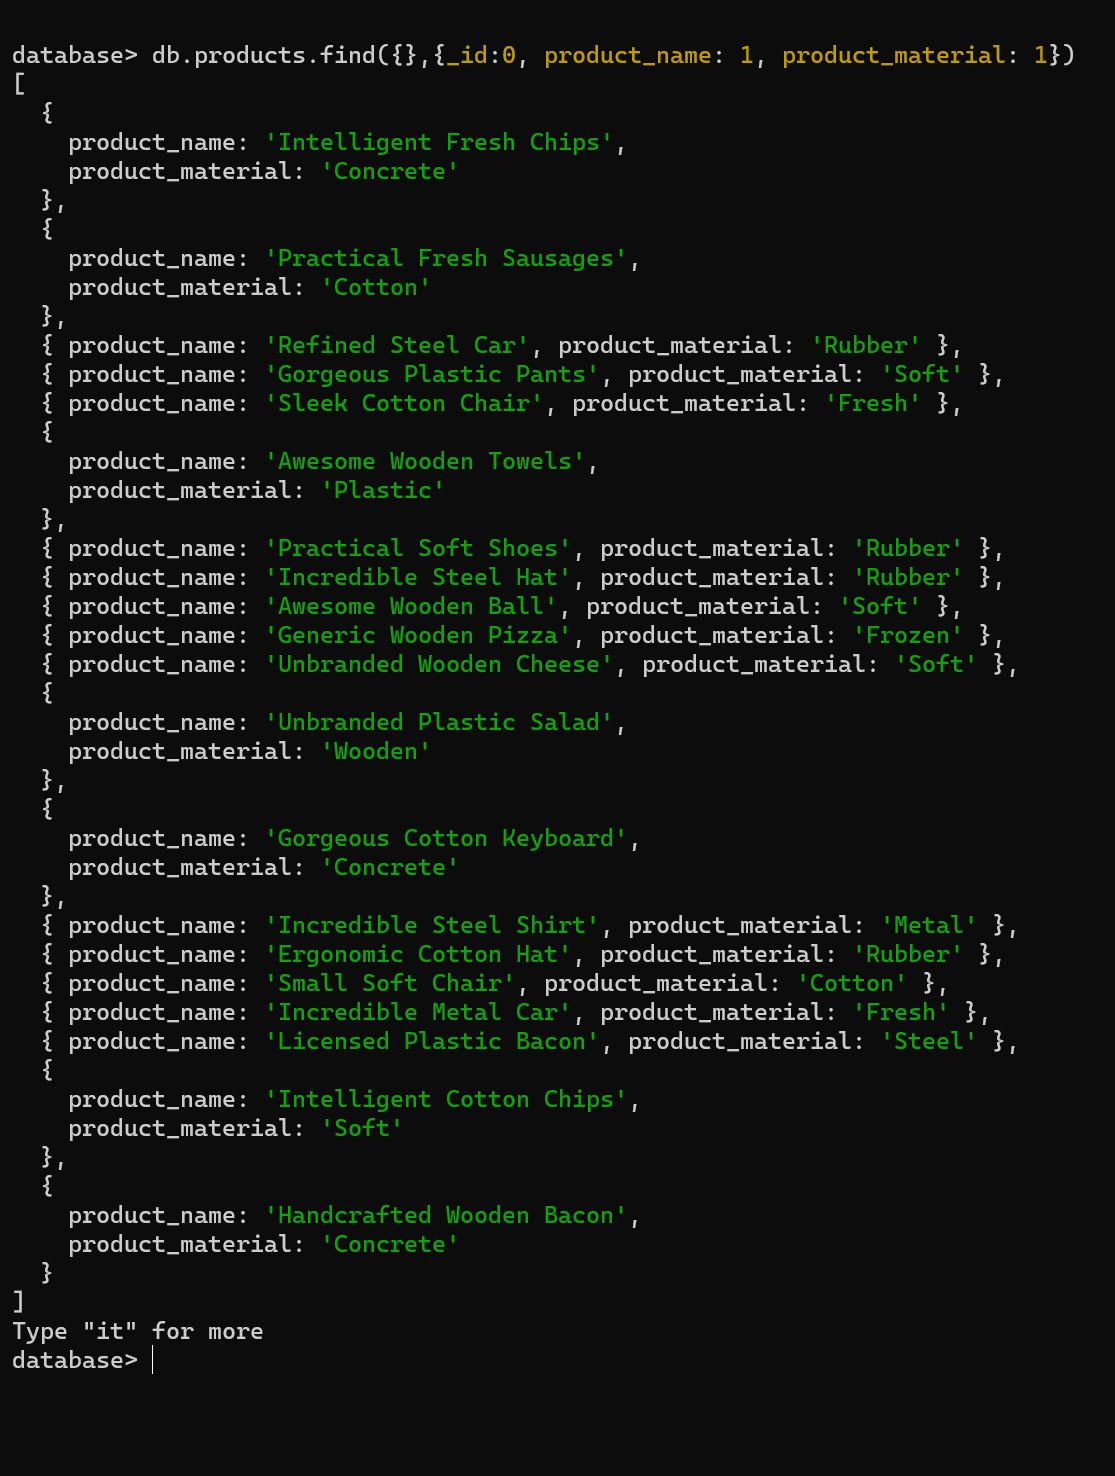 database> db.products.find({},{_id:0, product_name: 1, product_material: 1})
[
  {
    product_name: 'Intelligent Fresh Chips',
    product_material: 'Concrete'
  },
  {
    product_name: 'Practical Fresh Sausages',
    product_material: 'Cotton'
  },
  { product_name: 'Refined Steel Car', product_material: 'Rubber' },
  { product_name: 'Gorgeous Plastic Pants', product_material: 'Soft' },
  { product_name: 'Sleek Cotton Chair', product_material: 'Fresh' },
  {
    product_name: 'Awesome Wooden Towels',
    product_material: 'Plastic'
  },
  { product_name: 'Practical Soft Shoes', product_material: 'Rubber' },
  { product_name: 'Incredible Steel Hat', product_material: 'Rubber' },
  { product_name: 'Awesome Wooden Ball', product_material: 'Soft' },
  { product_name: 'Generic Wooden Pizza', product_material: 'Frozen' },
  { product_name: 'Unbranded Wooden Cheese', product_material: 'Soft' },
  {
    product_name: 'Unbranded Plastic Salad',
    product_material: 'Wooden'
  },
  {
    product_name: 'Gorgeous Cotton Keyboard',
    product_material: 'Concrete'
  },
  { product_name: 'Incredible Steel Shirt', product_material: 'Metal' },
  { product_name: 'Ergonomic Cotton Hat', product_material: 'Rubber' },
  { product_name: 'Small Soft Chair', product_material: 'Cotton' },
  { product_name: 'Incredible Metal Car', product_material: 'Fresh' },
  { product_name: 'Licensed Plastic Bacon', product_material: 'Steel' },
  {
    product_name: 'Intelligent Cotton Chips',
    product_material: 'Soft'
  },
  {
    product_name: 'Handcrafted Wooden Bacon',
    product_material: 'Concrete'
  }
]
Type "it" for more
database>